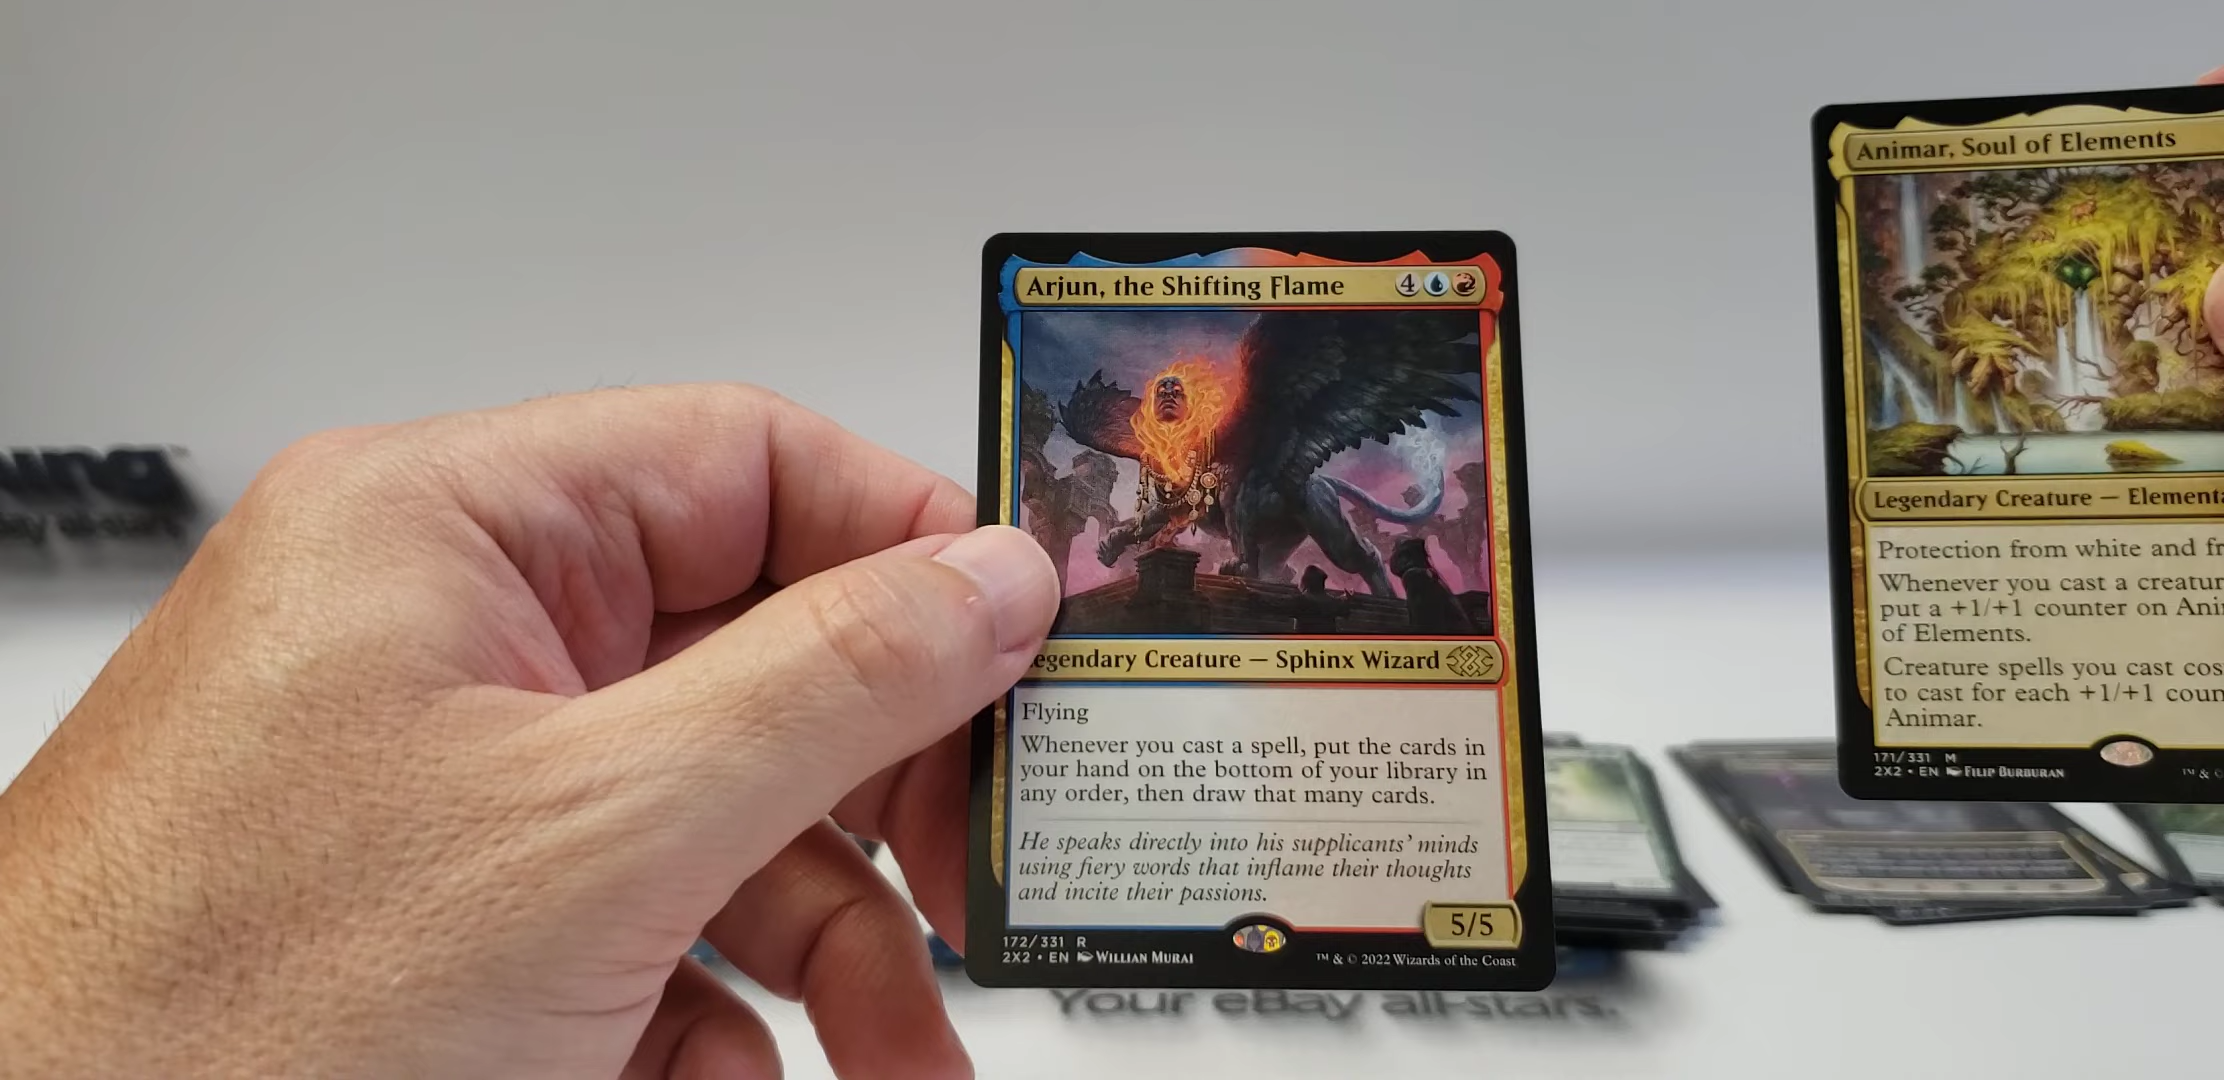 Arjun, the Shifting Flame 4
Legendary Creature — Sphinx Wizard
Flying
Whenever you cast a spell, put the cards in
your hand on the bottom of your library in
any order, then draw that many cards.
He speaks directly into his supplicants' minds
using fiery words that inflame their thoughts
and incite their passions.
5/5
172/331 R
2X2 • EN WILLIAN MURAI
™ & © 2022 Wizards of the Coast
Animar, Soul of Elements
Legendary Creature — Elementa
Protection from white and fr
Whenever you cast a creatur
put a +1/+1 counter on Ani
of Elements.
Creature spells you cast cos
to cast for each +1/+1 coun
Animar.
171/331 M
2X2 • EN FILIP BURBURAN
™ & ©
Your eBay all-stars.